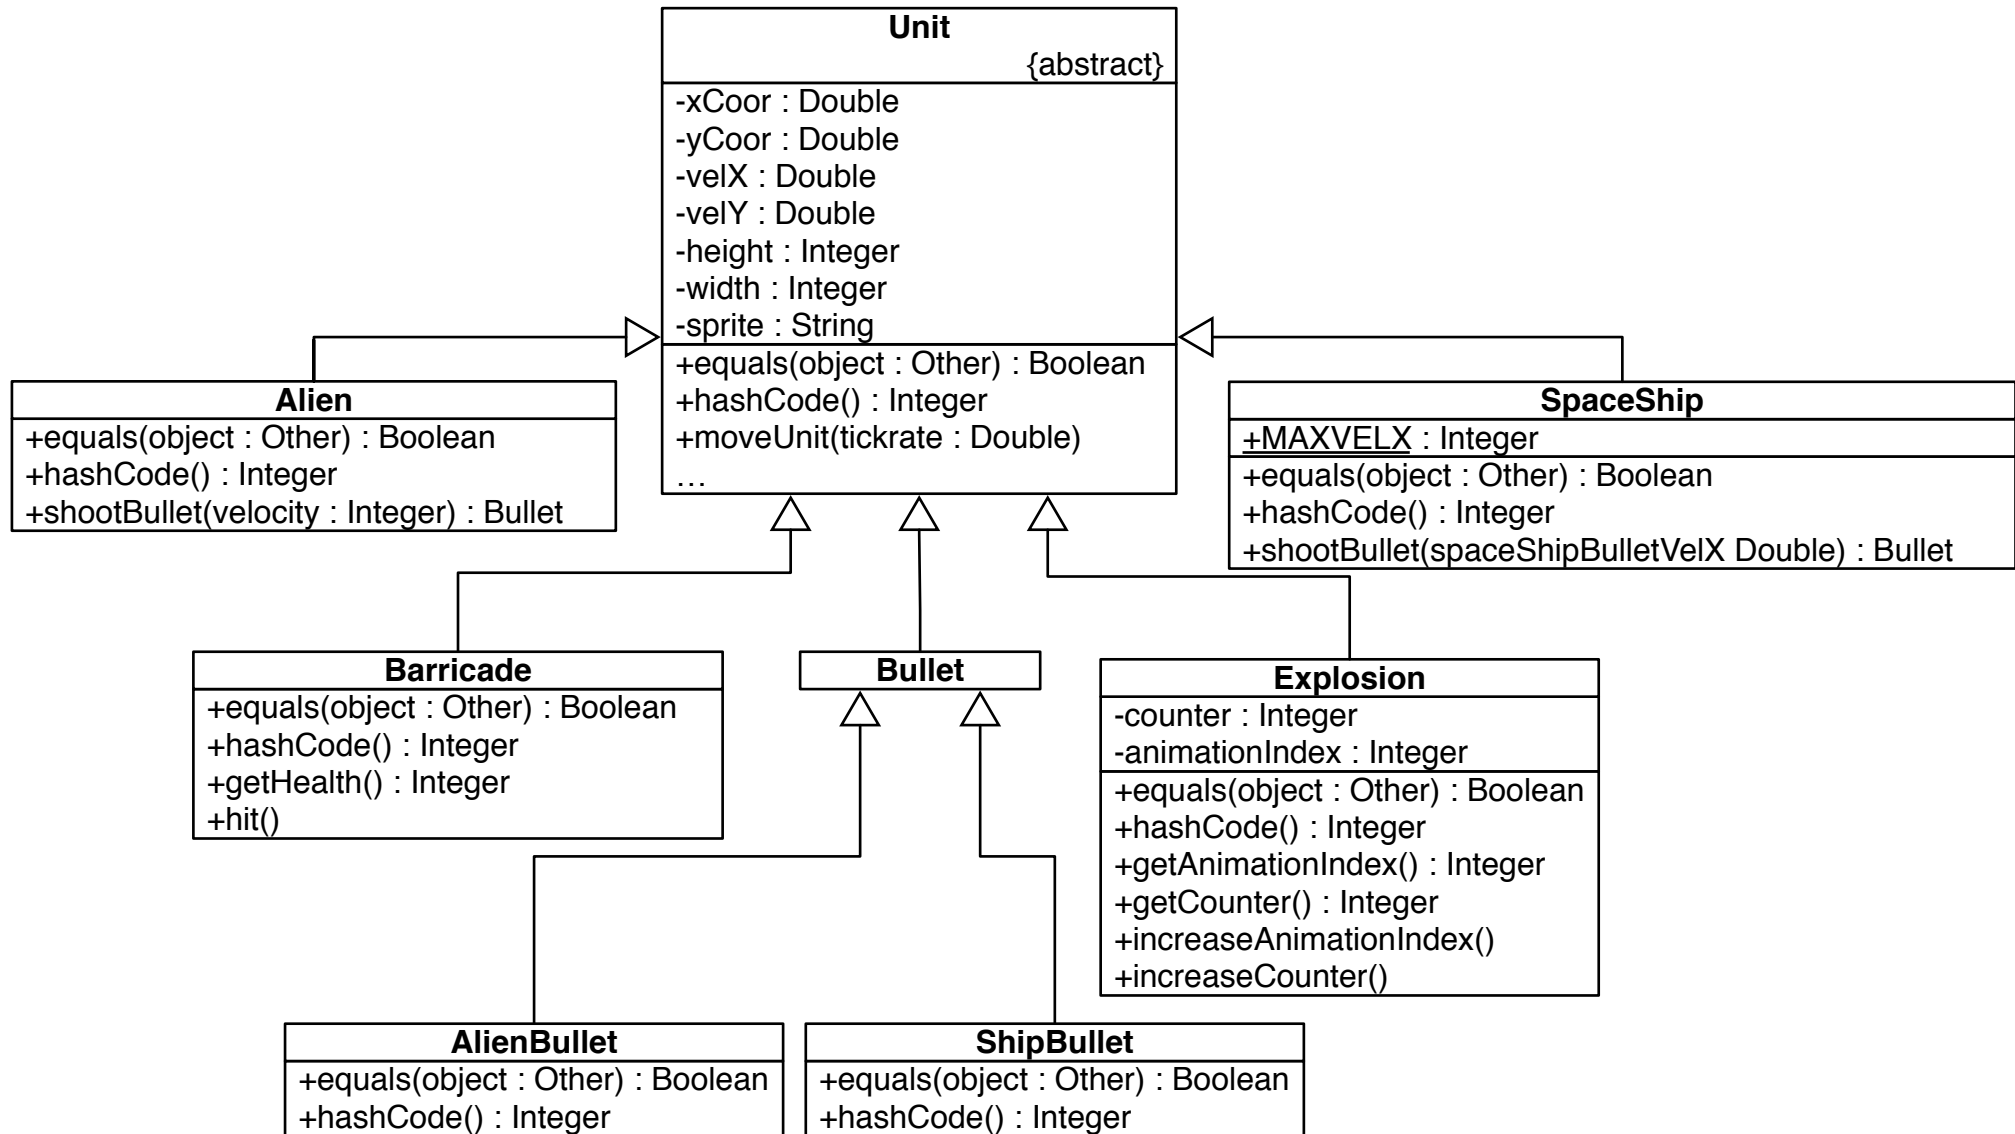 Unit
{abstract}
-xCoor : Double
-yCoor : Double
-velX : Double
-velY : Double
-height : Integer
-width : Integer
-sprite : String
+equals(object : Other) : Boolean
+hashCode() : Integer
+moveUnit(tickrate : Double)
...
Alien
+equals(object : Other) : Boolean
+hashCode() : Integer
+shootBullet(velocity : Integer) : Bullet
SpaceShip
+MAXVELX : Integer
+equals(object : Other) : Boolean
+hashCode() : Integer
+shootBullet(spaceShipBulletVelX Double) : Bullet
Barricade
+equals(object : Other) : Boolean
+hashCode() : Integer
+getHealth() : Integer
+hit()
Bullet
Explosion
-counter : Integer
-animationIndex : Integer
+equals(object : Other) : Boolean
+hashCode() : Integer
+getAnimationIndex() : Integer
+getCounter() : Integer
+increaseAnimationIndex()
+increaseCounter()
AlienBullet
+equals(object : Other) : Boolean
+hashCode() : Integer
ShipBullet
+equals(object : Other) : Boolean
+hashCode() : Integer